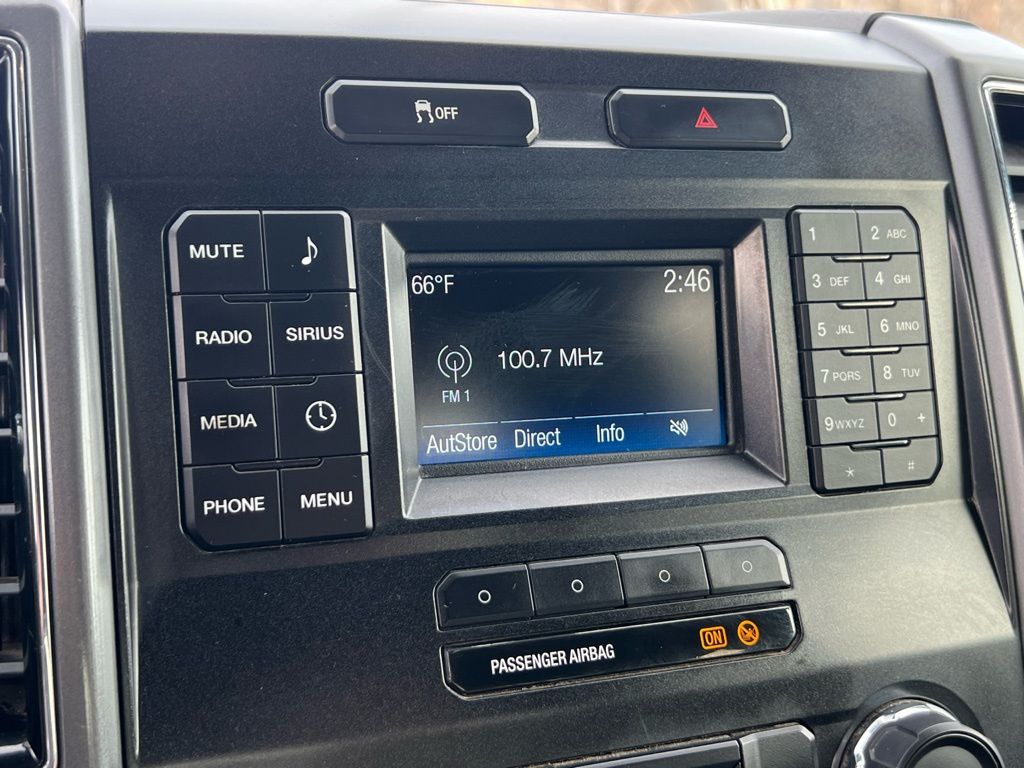 OFF
MUTE
RADIO SIRIUS
MEDIA
PHONE MENU
66°F 2:46
100.7 MHz
FM 1
AutStore Direct Info
1 2 ABC
3 DEF 4 GHI
5 JKL 6 MNO
7 PQRS 8 TUV
9 WXYZ 0 +
* #
PASSENGER AIRBAG ON